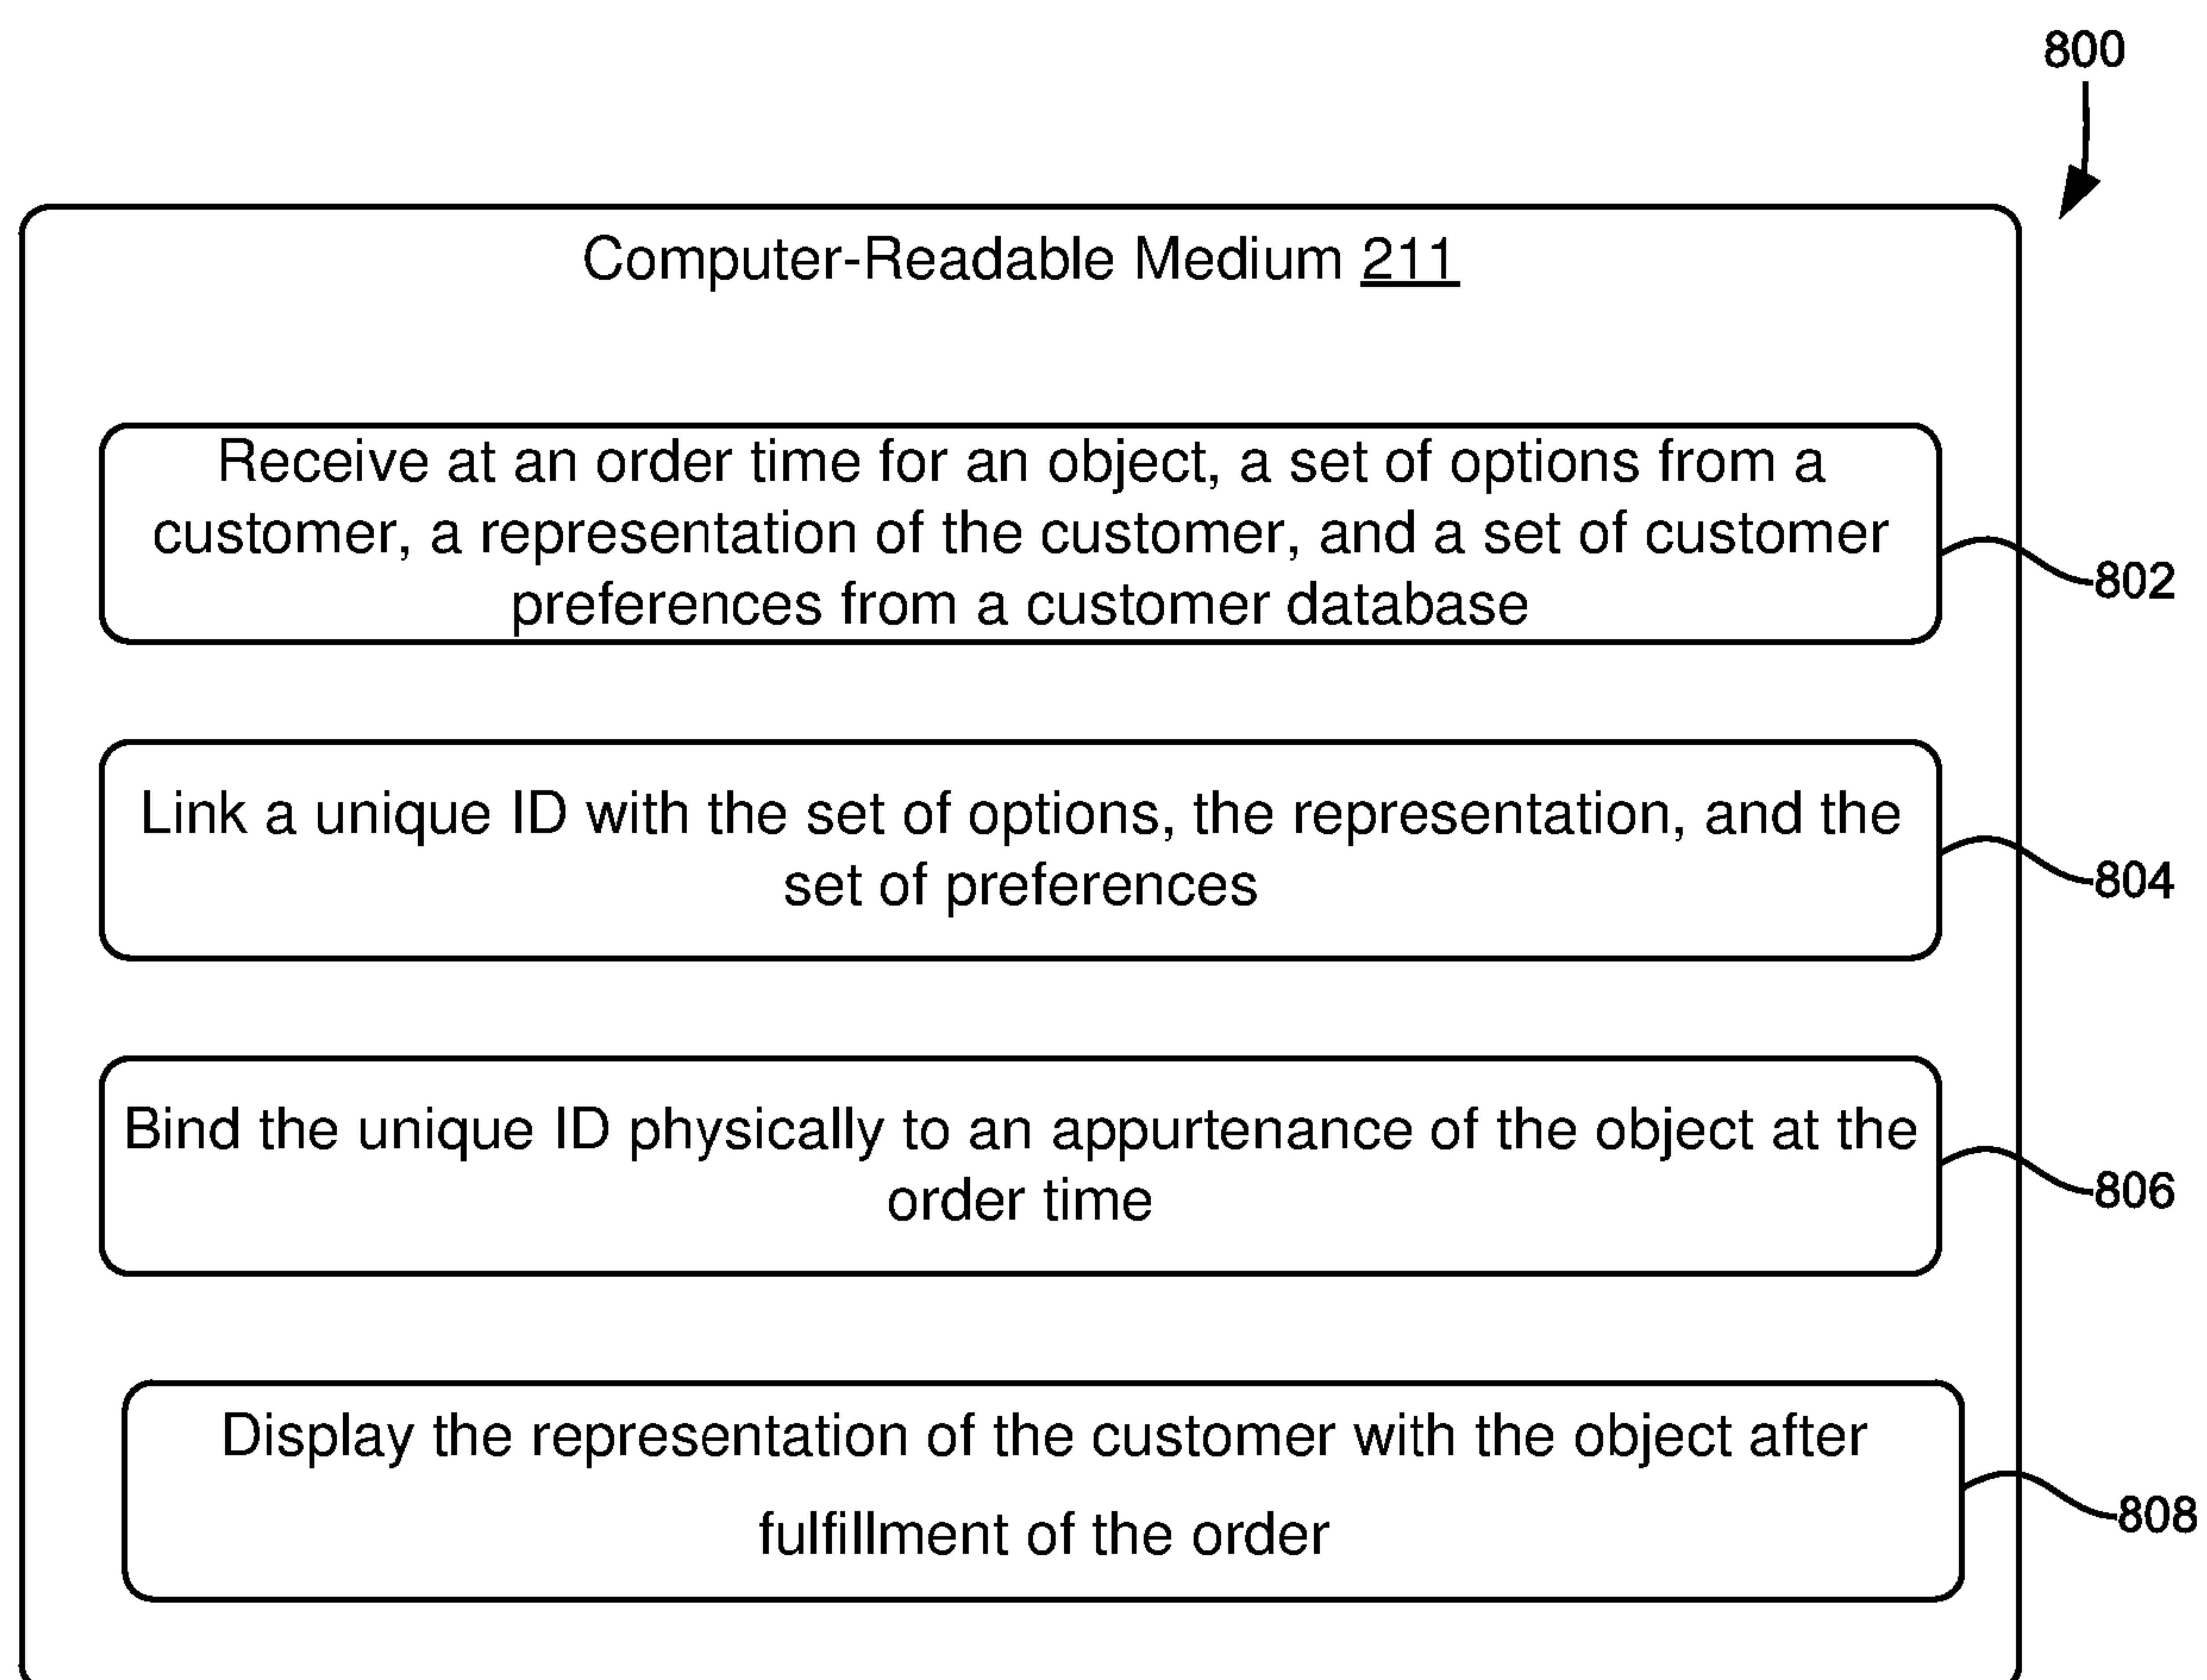 800
Computer-Readable Medium 211
Receive at an order time for an object, a set of options from a
customer, a representation of the customer, and a set of customer
preferences from a customer database
802
Link a unique ID with the set of options, the representation, and the
set of preferences
804
Bind the unique ID physically to an appurtenance of the object at the
order time
806
Display the representation of the customer with the object after
fulfillment of the order
808